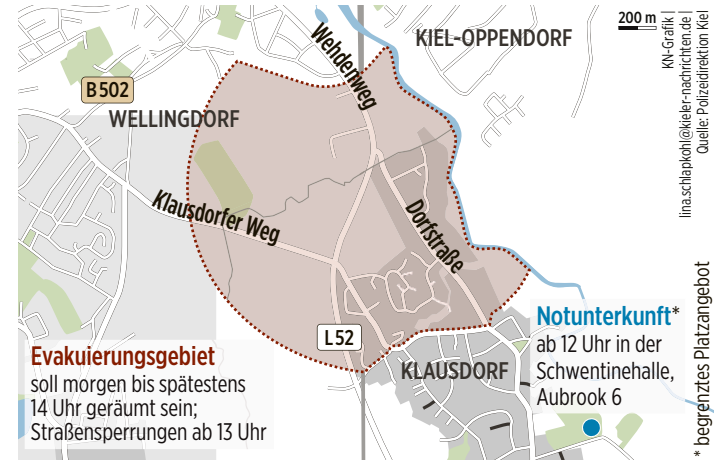 200 m
KN-Grafik |
lina.schlapkohl@kieler-nachrichten.de |
Quelle: Polizeidirektion Kiel
KIEL-OPPENDORF
Wehdenweg
B 502
WELLINGDORF
Klausdorfer Weg
Dorfstraße
L 52
KLAUSDORF
Evakuierungsgebiet
soll morgen bis spätestens
14 Uhr geräumt sein;
Straßensperrungen ab 13 Uhr
Notunterkunft*
ab 12 Uhr in der
Schwentinehalle,
Aubrook 6
* begrenztes Platzangebot